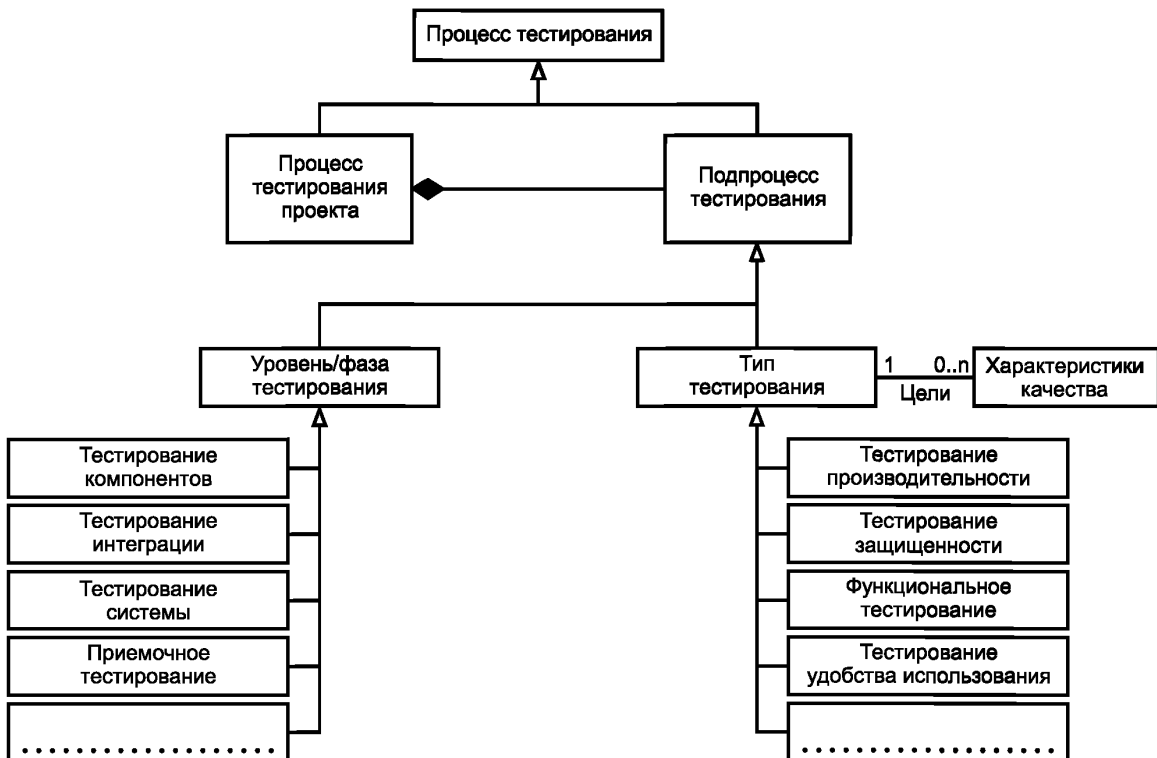 Процесс тестирования
Процесс
тестирования
проекта
Подпроцесс
тестирования
Уровень/фаза
тестирования
Тип
тестирования
1
0..n
Цели
Характеристики
качества
Тестирование
компонентов
Тестирование
интеграции
Тестирование
системы
Приемочное
тестирование
. . . . . . . . . . . . . . . . . . .
Тестирование
производительности
Тестирование
защищенности
Функциональное
тестирование
Тестирование
удобства использования
. . . . . . . . . . . . . . . . . . .